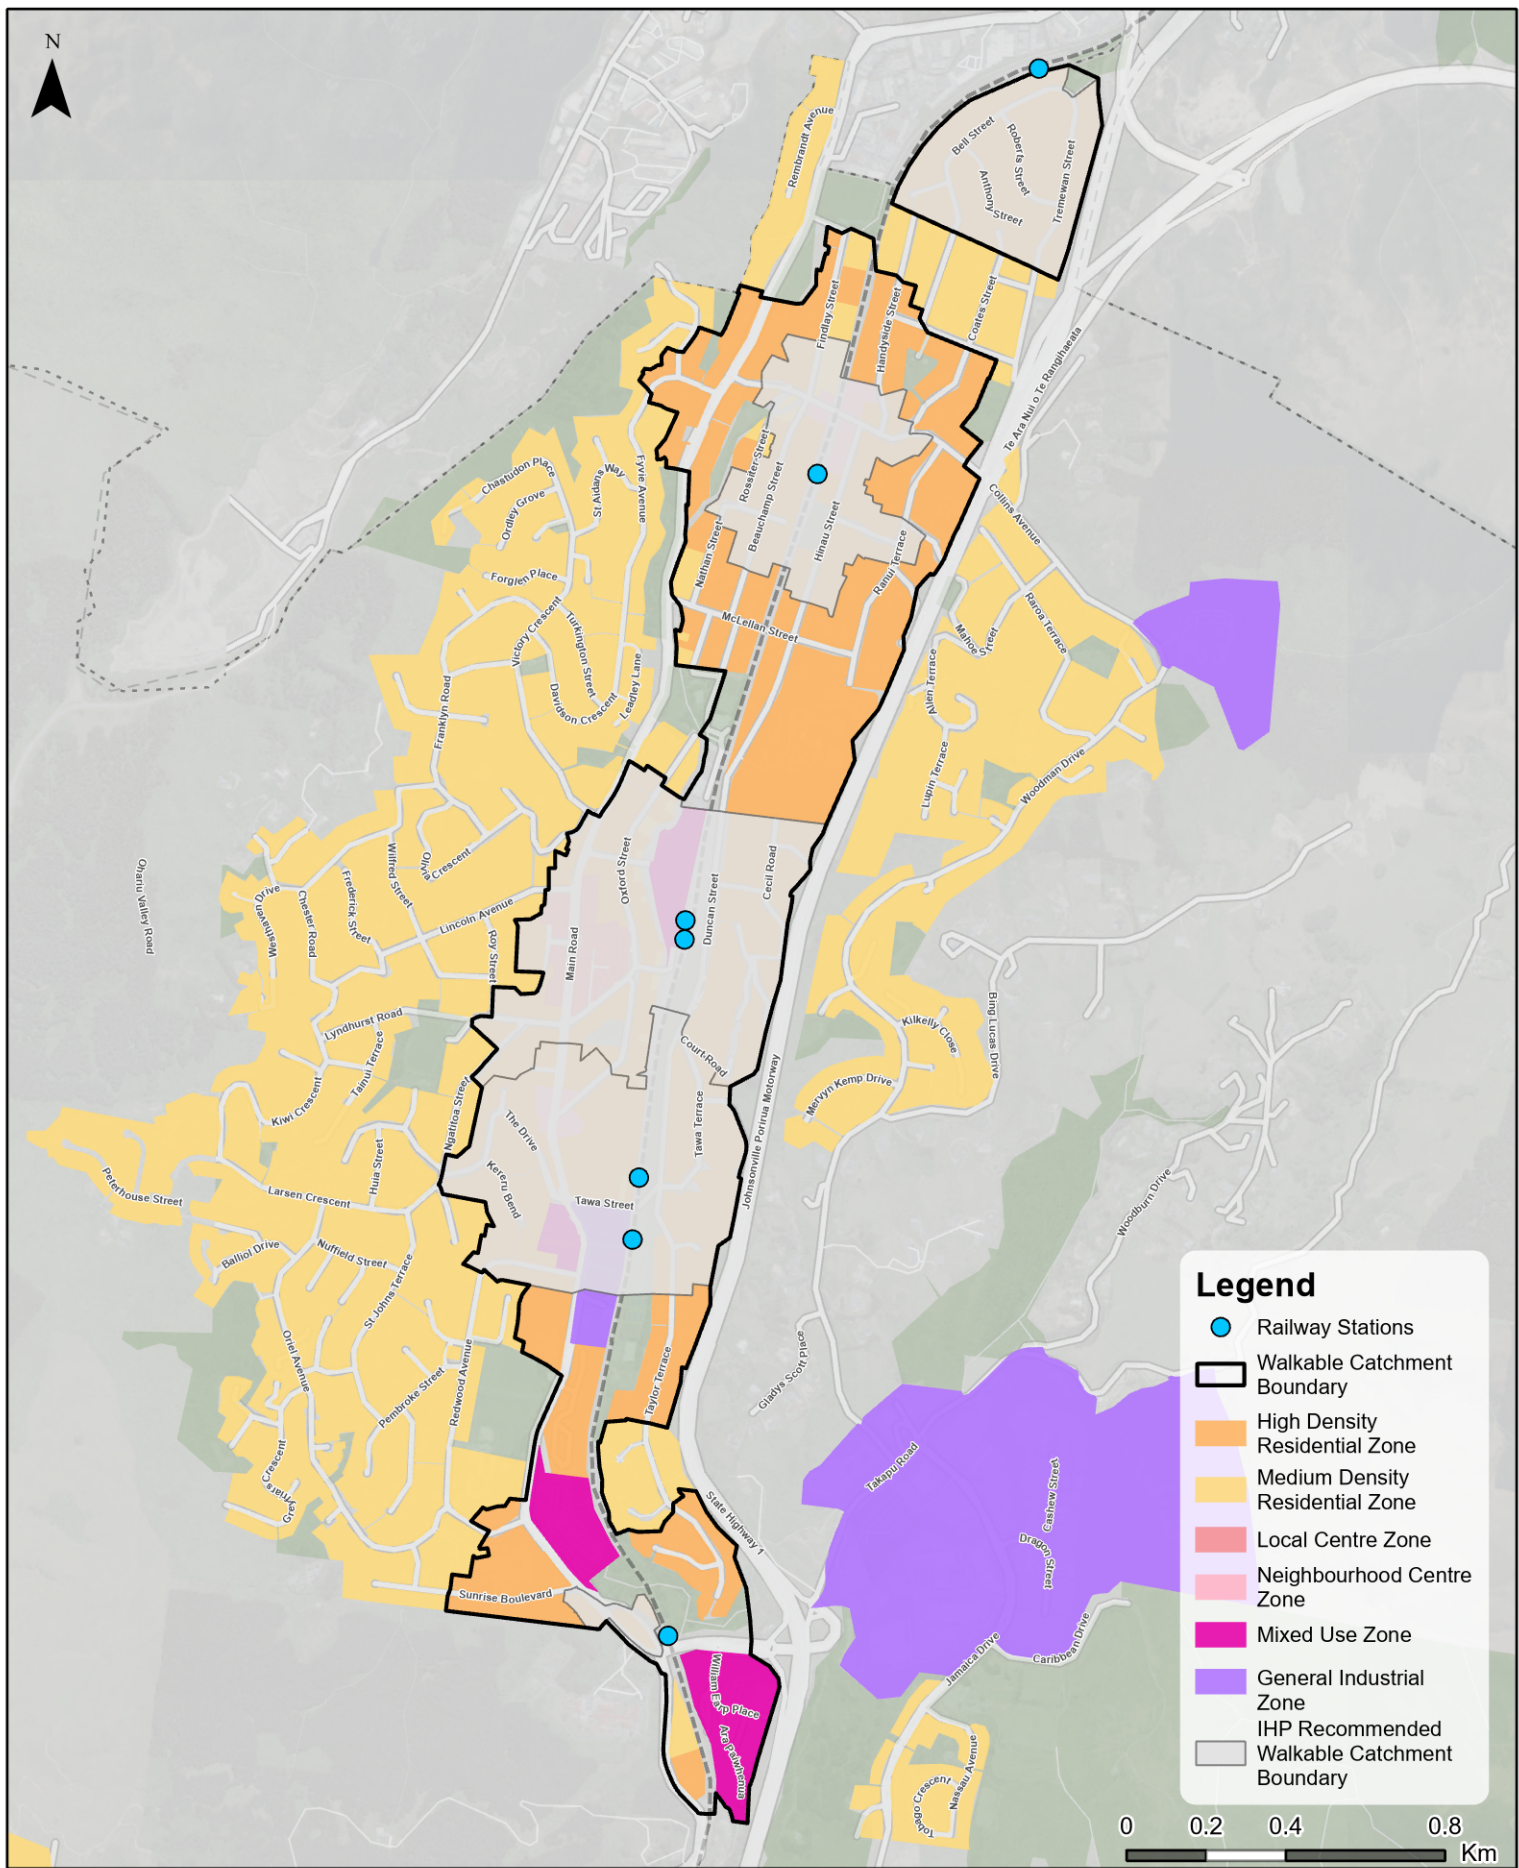 N
Rembrandt Avenue
Bell Street
Roberts Street
Anthony Street
Tremewan Street
Findlay Street
Handyside Street
Coates Street
Te Ara Nui o Te Rangihaeata
Chastudon Place
Ordley Grove
St Aidans Way
Fyvie Avenue
Rossiter Street
Beauchamp Street
Hinau Street
Nathan Street
Ranui Terrace
Collins Avenue
Forglen Place
Victory Crescent
Turkington Street
McLellan Street
Mahoe Street
Raroa Terrace
Allen Terrace
Davidson Crescent
Leadley Lane
Franklyn Road
Lupin Terrace
Woodman Drive
Ohariu Valley Road
Westhaven Drive
Chester Road
Frederick Street
Wilfred Street
Oliva Crescent
Lincoln Avenue
Roy Street
Oxford Street
Main Road
Duncan Street
Cecil Road
Lyndhurst Road
Tainui Terrace
Kiwi Crescent
Ngatitoa Street
Court Road
Kilkelly Close
Bing Lucas Drive
Mervyn Kemp Drive
Johnsonville Porirua Motorway
The Drive
Tawa Terrace
Kereru Bend
Tawa Street
Huia Street
Peterhouse Street
Larsen Crescent
Balliol Drive
Nuffield Street
St Johns Terrace
Woodburn Drive
Oriel Avenue
Pembroke Street
Redwood Avenue
Taylor Terrace
Gladys Scott Place
Greyfriars Crescent
State Highway 1
Takapu Road
Cashew Street
Dragon Street
Sunrise Boulevard
Jamaica Drive
Caribbean Drive
William Earp Place
Ara Paiwhenua
Tobago Crescent
Nassau Avenue
Legend
Railway Stations
Walkable Catchment
Boundary
High Density
Residential Zone
Medium Density
Residential Zone
Local Centre Zone
Neighbourhood Centre
Zone
Mixed Use Zone
General Industrial
Zone
IHP Recommended
Walkable Catchment
Boundary
0 0.2 0.4 0.8
Km